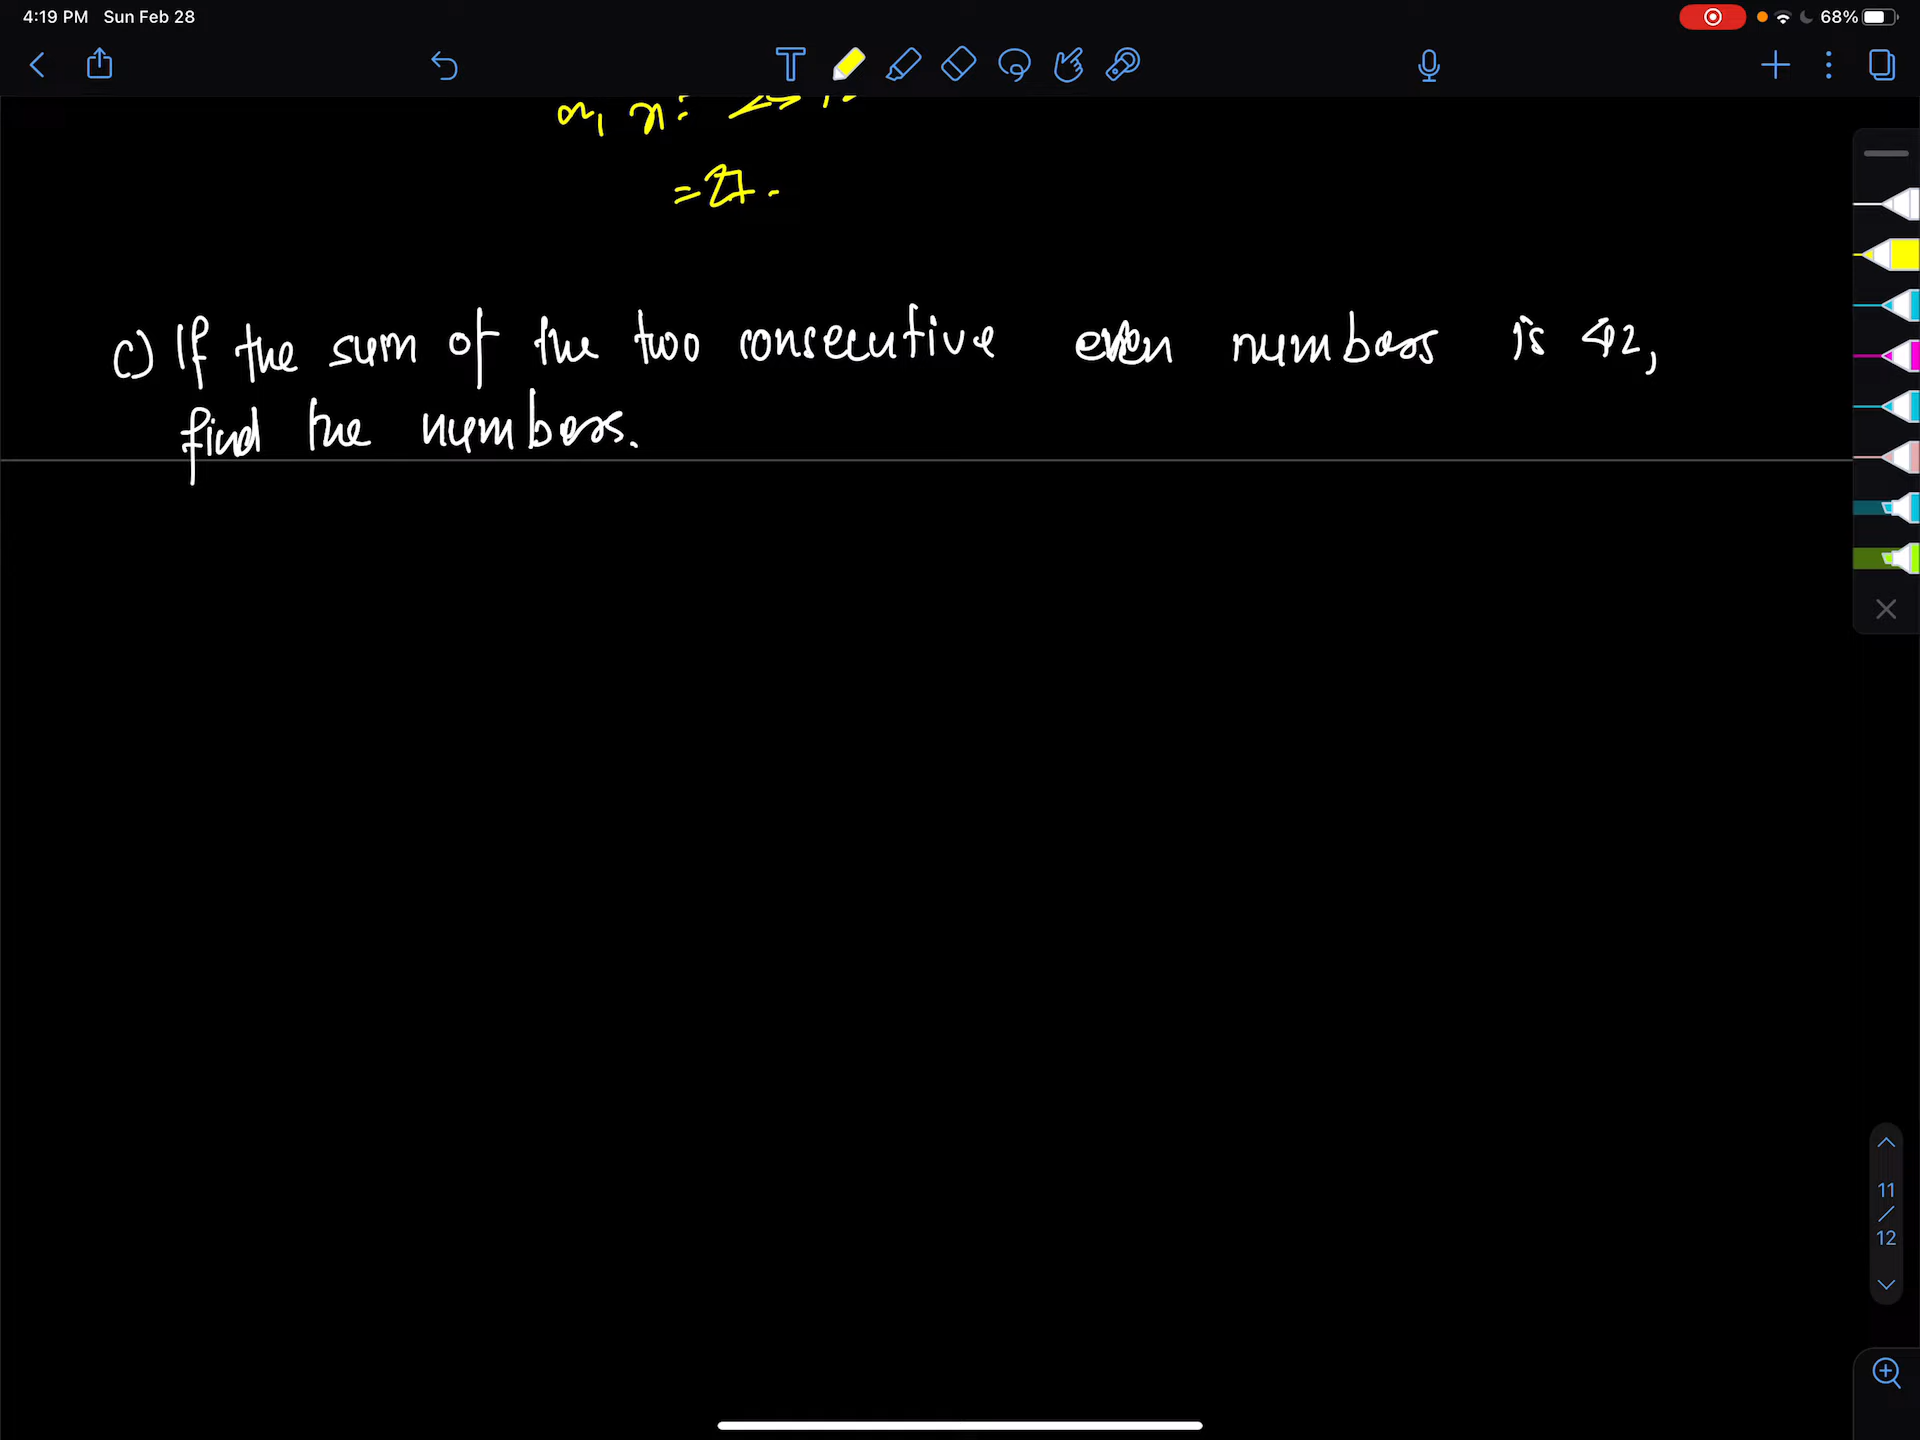 4:19 PM Sun Feb 28
68%
= 27.
c) If the sum of the two consecutive even numbers is 42,
find the numbers.
11
/
12